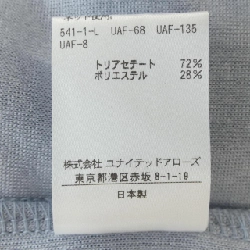 541-1-L UAF-68 UAF-135
UAF-8
トリアセテート 72%
ポリエステル 28%
株式会社 ユナイテッドアローズ
東京都港区赤坂 8-1-19
日本製